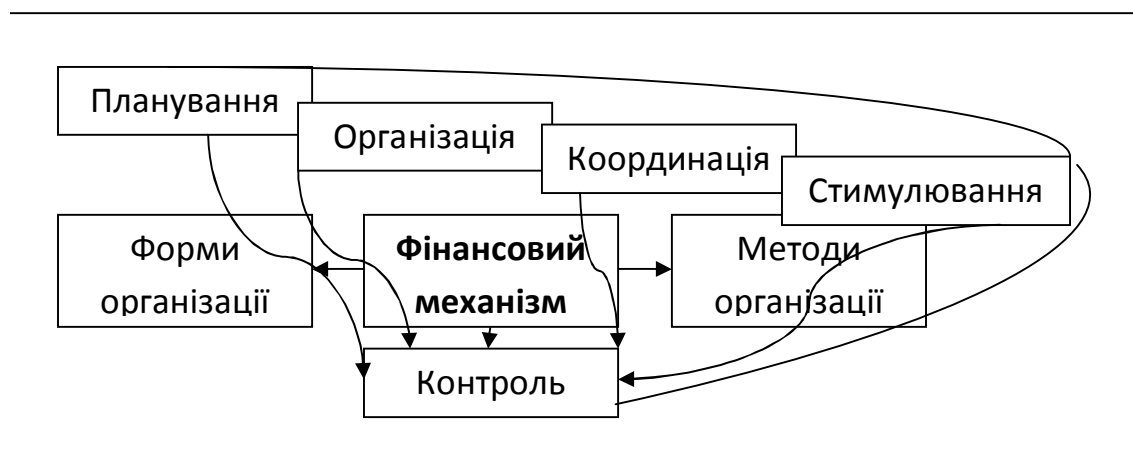 Планування
Організація
Координація
Стимулювання
Форми
організації
Фінансовий
механізм
Методи
організації
Контроль